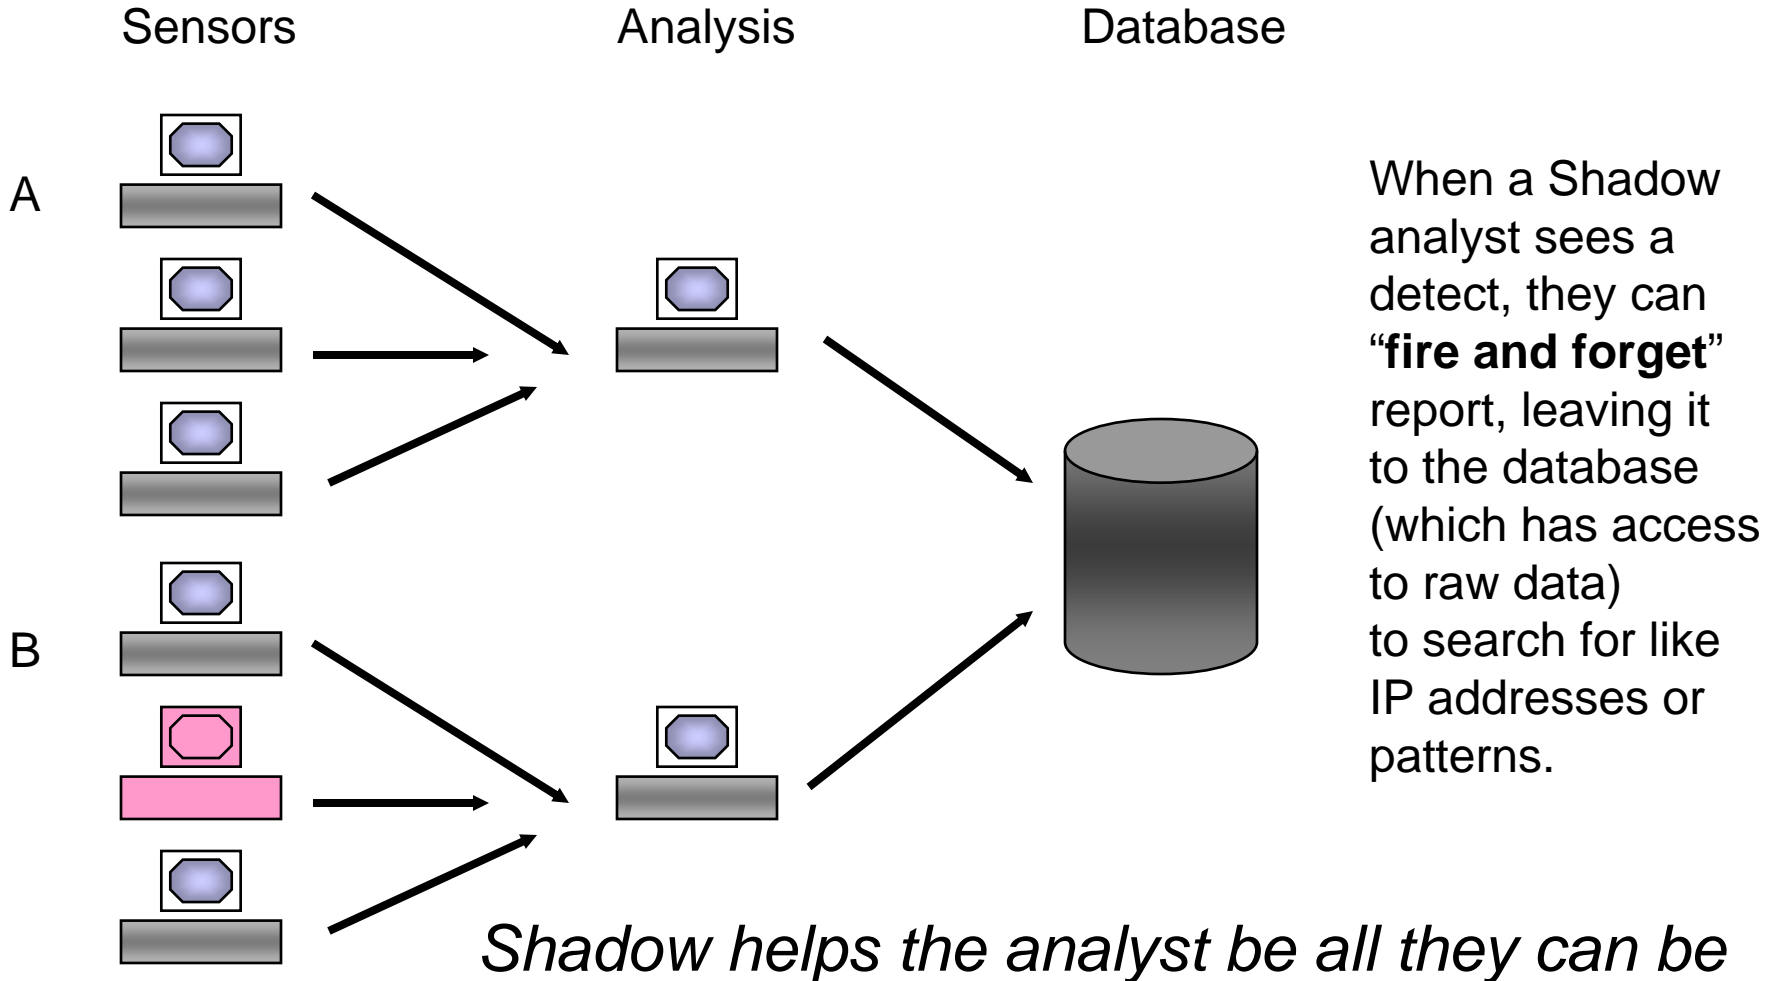 Sensors Analysis Database
A
B
When a Shadow
analyst sees a
detect, they can
“fire and forget”
report, leaving it
to the database
(which has access
to raw data)
to search for like
IP addresses or
patterns.
Shadow helps the analyst be all they can be